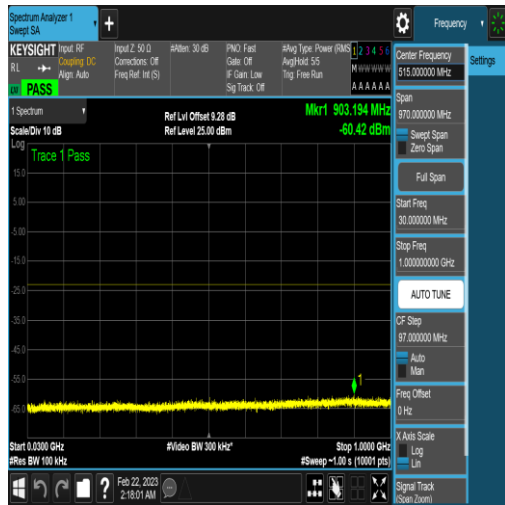 Spectrum Analyzer 1
Swept SA
+
Frequency
KEYSIGHT
Input: RF
Input Z: 50 Ω
#Atten: 30 dB
PNO: Fast
#Avg Type: Power (RMS
1 2 3 4 5 6
RL
Coupling: DC
Corrections: Off
Gate: Off
AvgHold: 5/5
M W W W W W
Align: Auto
Freq Ref: Int (S)
IF Gain: Low
Trig: Free Run
Sig Track: Off
A A A A A A
PASS
1 Spectrum
Ref Lvl Offset 9.28 dB
Mkr1 903.194 MHz
Scale/Div 10 dB
Ref Level 25.00 dBm
-60.42 dBm
Log
Trace 1 Pass
15.0
5.00
-5.00
-15.0
-25.0
-35.0
-45.0
-55.0
1
-65.0
Start 0.0300 GHz
#Video BW 300 kHz*
Stop 1.0000 GHz
#Res BW 100 kHz
#Sweep ~1.00 s (10001 pts)
?
Feb 22, 2023
2:18:01 AM
Center Frequency
515.000000 MHz
Settings
Span
970.000000 MHz
Swept Span
Zero Span
Full Span
Start Freq
30.000000 MHz
Stop Freq
1.000000000 GHz
AUTO TUNE
CF Step
97.000000 MHz
Auto
Man
Freq Offset
0 Hz
X Axis Scale
Log
Lin
Signal Track
(Span Zoom)